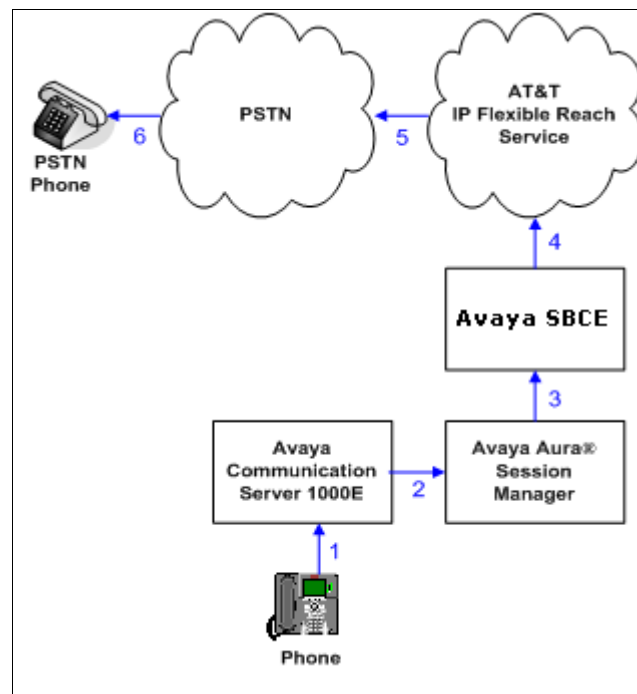 PSTN
AT&T
IP Flexible Reach
Service
6
5
PSTN
Phone
4
Avaya SBCE
3
Avaya
Communication
Server 1000E
2
Avaya Aura®
Session
Manager
1
Phone